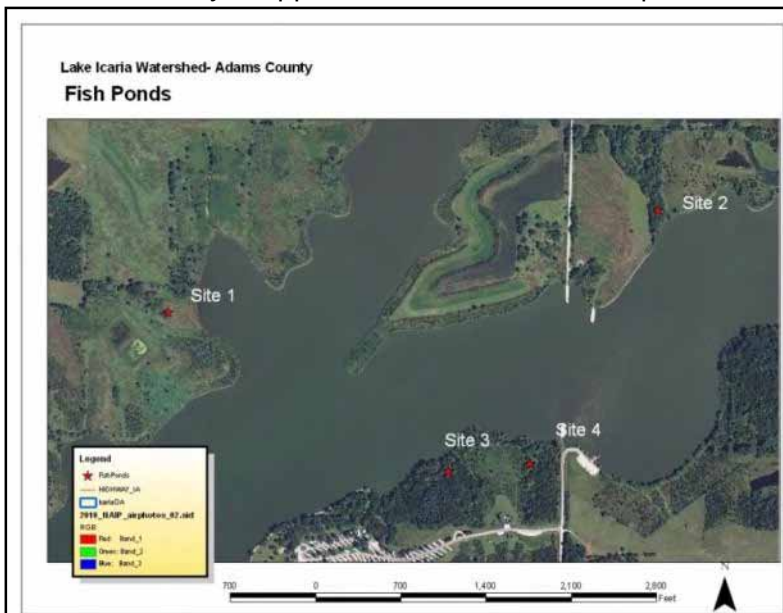 Lake Icaria Watershed- Adams County
Fish Ponds
Site 2
Site 1
Site 3
Site 4
Legend
FishPonds
HIGHWAY_IA
IcariaDA
RGB
Red: Band_1
Green: Band_2
Blue: Band_3
N
700 0 700 1,400 2,100 2,800
Feet